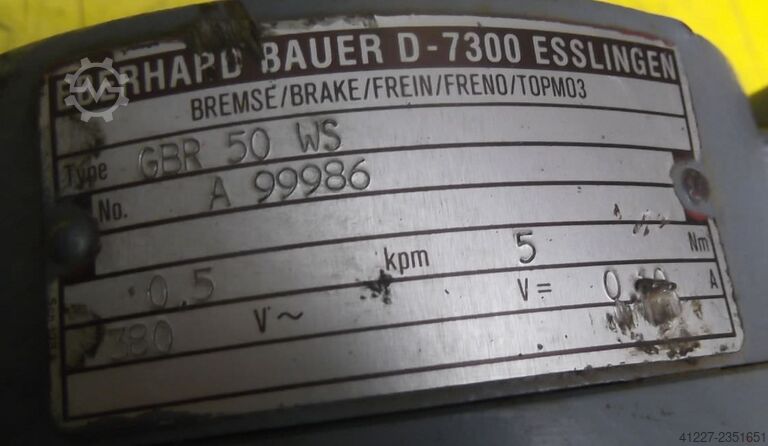 EBERHARD BAUER D-7300 ESSLINGEN
BREMSE/BRAKE/FREIN/FRENO/TOPMO3
Type GBR 50 WS
No. A 99986
0.5 kpm 5 Nm
380 V~ V= A
41227-2351651